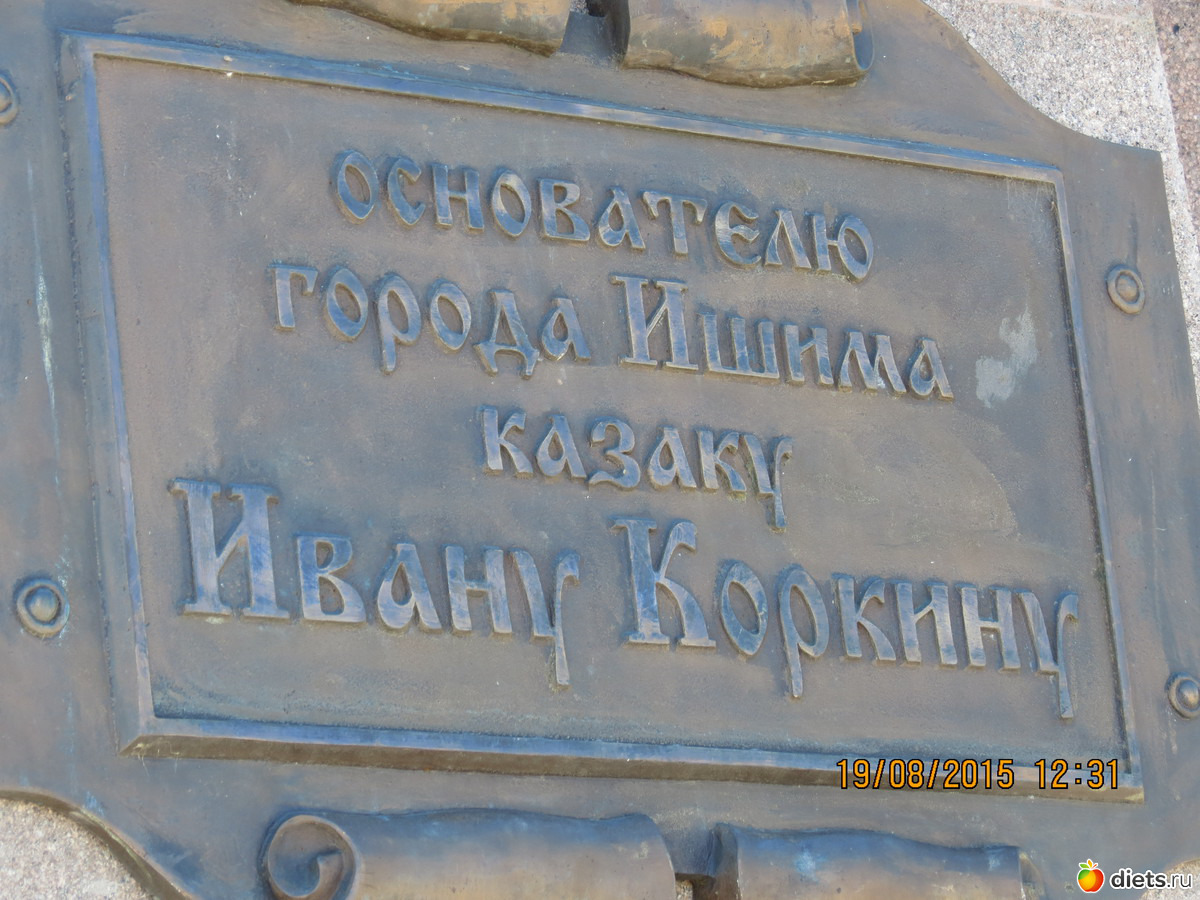 основателю
города Ишима
казаку
Ивану Коркину
19/08/2015 12:31
diets.ru